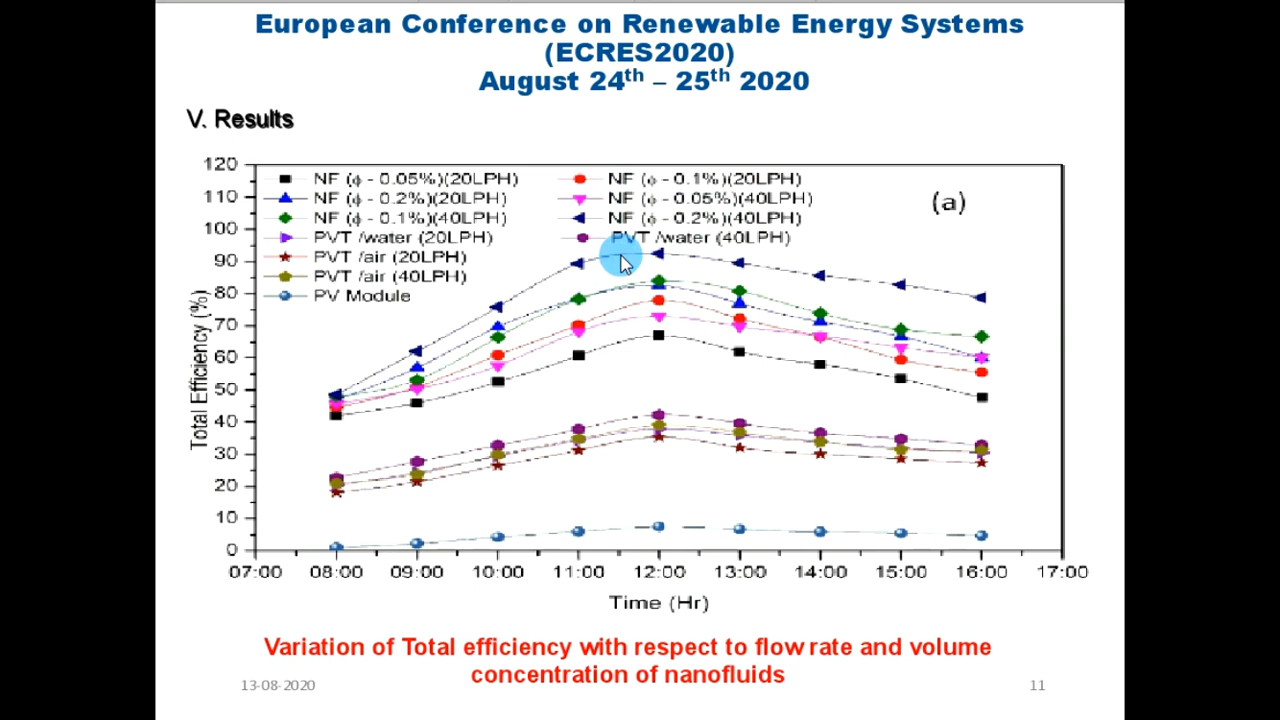 European Conference on Renewable Energy Systems
(ECRES2020)
August 24th – 25th 2020
V. Results
NF (ϕ - 0.05%)(20LPH)
NF (ϕ - 0.1%)(20LPH)
NF (ϕ - 0.2%)(20LPH)
NF (ϕ - 0.05%)(40LPH)
NF (ϕ - 0.1%)(40LPH)
NF (ϕ - 0.2%)(40LPH)
PVT /water (20LPH)
PVT /water (40LPH)
PVT /air (20LPH)
PVT /air (40LPH)
PV Module
(a)
120
110
100
90
80
70
60
50
40
30
20
10
0
Total Efficiency (%)
07:00 08:00 09:00 10:00 11:00 12:00 13:00 14:00 15:00 16:00 17:00
Time (Hr)
Variation of Total efficiency with respect to flow rate and volume
concentration of nanofluids
13-08-2020
11